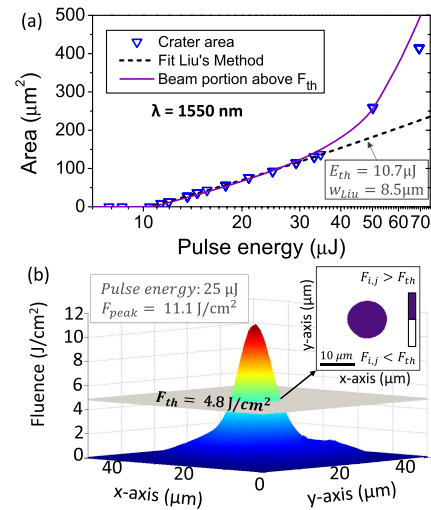 (a)
500
400
300
200
100
0
Area (μm²)
Crater area
Fit Liu's Method
Beam portion above F_th
λ = 1550 nm
E_th = 10.7μJ
w_Liu = 8.5μm
10 20 30 40 50 60 70
Pulse energy (μJ)
(b)
Pulse energy: 25 μJ
F_peak = 11.1 J/cm²
F_i,j > F_th
F_i,j < F_th
10 μm
y-axis (μm)
x-axis (μm)
Fluence (J/cm²)
12
10
8
6
4
2
0
F_th = 4.8 J/cm²
40
20
0
20
40
x-axis (μm)
y-axis (μm)